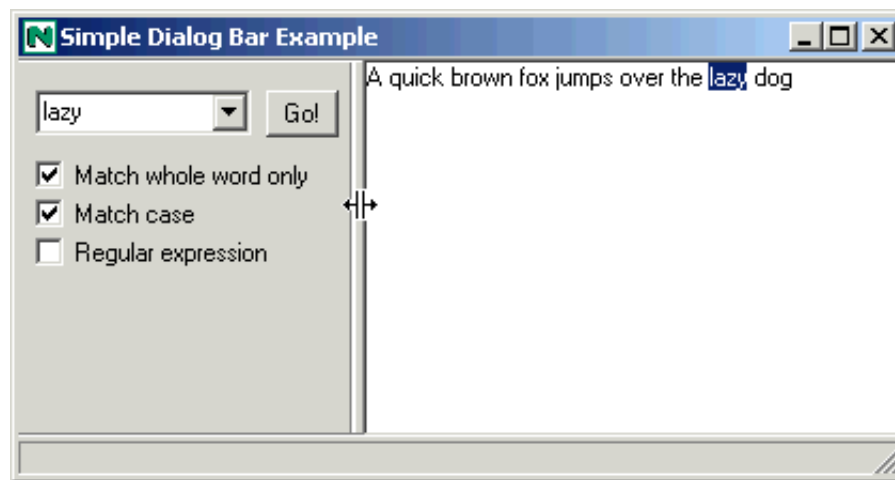 Simple Dialog Bar Example
lazy
Go!
Match whole word only
Match case
Regular expression
A quick brown fox jumps over the lazy dog